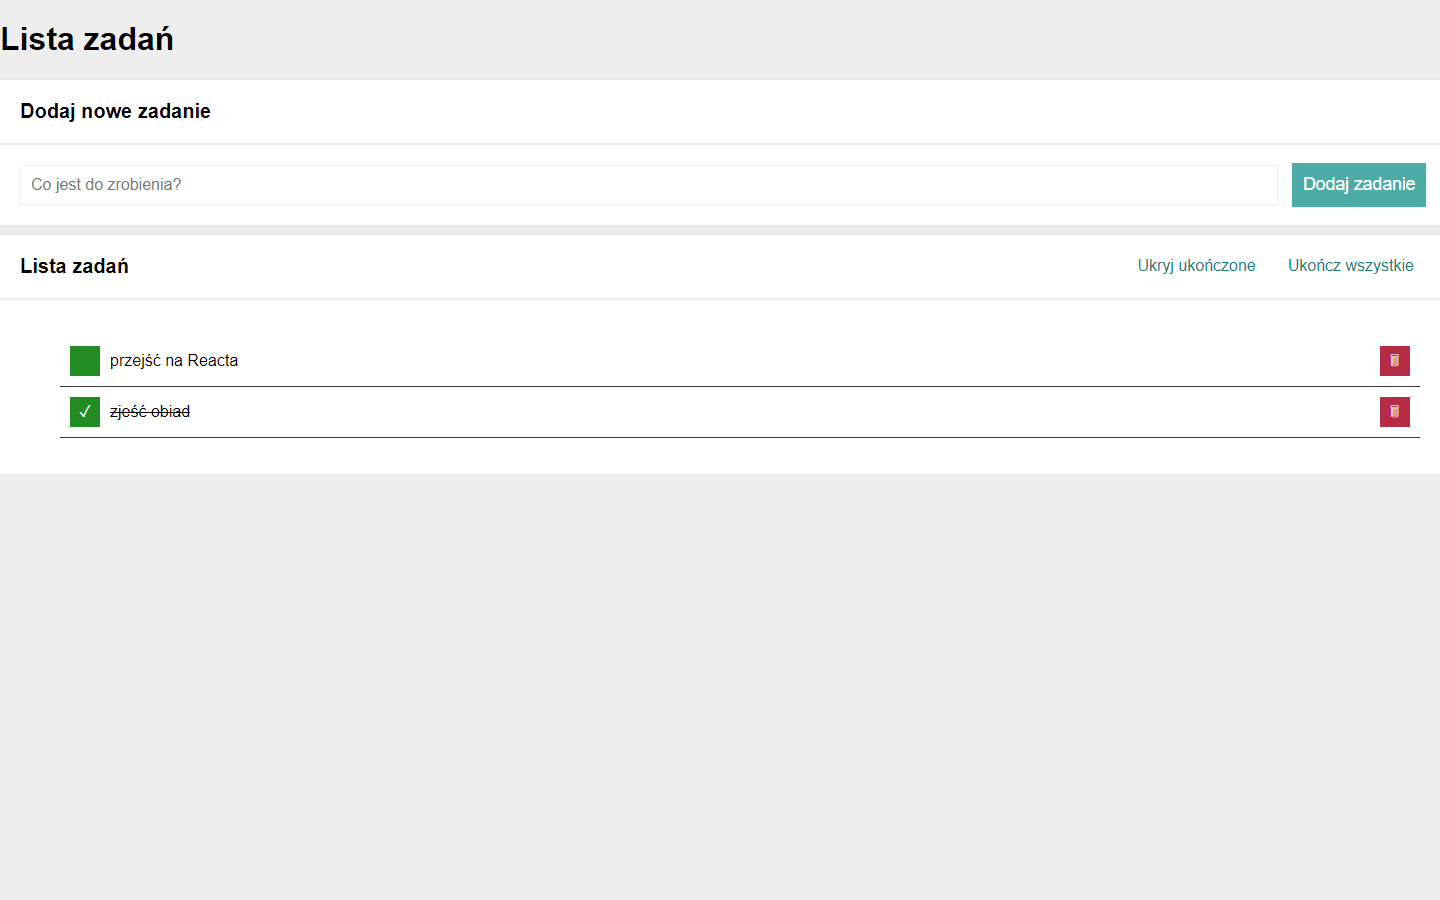 Lista zadań
Dodaj nowe zadanie
Co jest do zrobienia?
Dodaj zadanie
Lista zadań
Ukryj ukończone
Ukończ wszystkie
przejść na Reacta
✓ zjeść obiad